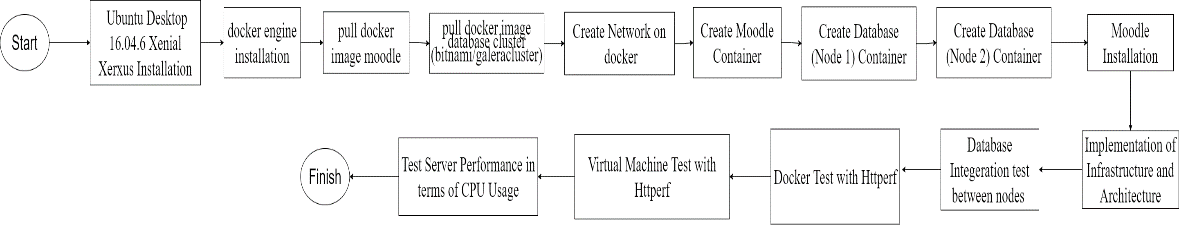 Start
Ubuntu Desktop
16.04.6 Xenial
Xerxus Installation
docker engine
installation
pull docker
image moodle
pull docker image
database cluster
(bitnami/galeracluster)
Create Network on
docker
Create Moodle
Container
Create Database
(Node 1) Container
Create Database
(Node 2) Container
Moodle
Installation
Implementation of
Infrastructure and
Architecture
Database
Integeration test
between nodes
Docker Test with Httperf
Virtual Machine Test with
Httperf
Test Server Performance in
terms of CPU Usage
Finish